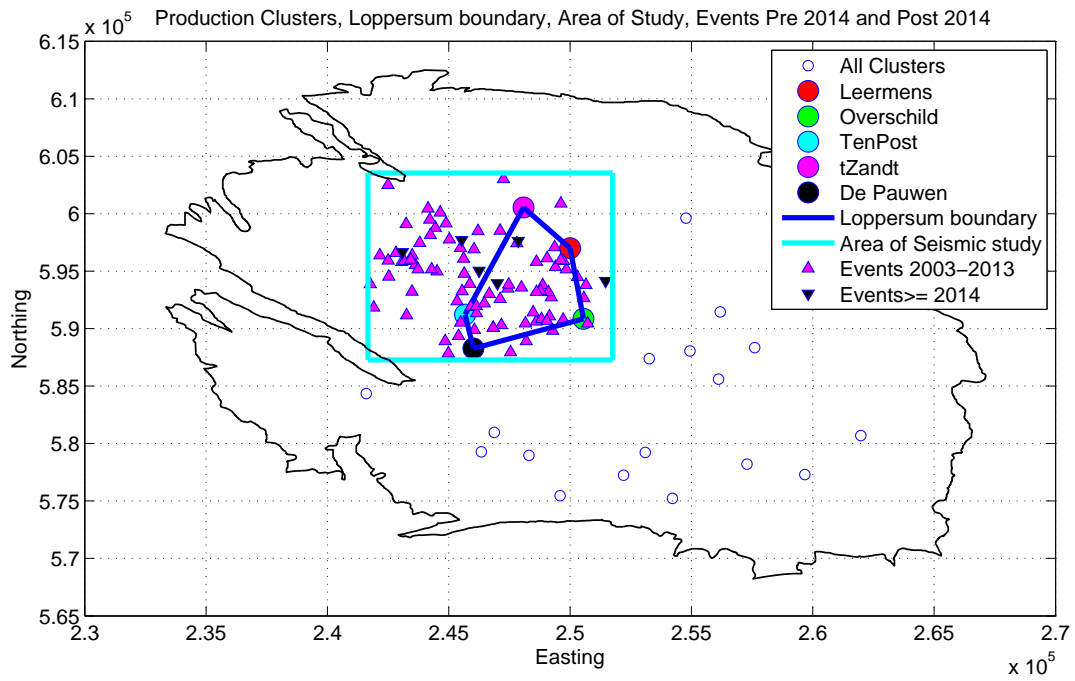 Production Clusters, Loppersum boundary, Area of Study, Events Pre 2014 and Post 2014
x 10^5
6.15
6.11
6.05
6
5.95
5.9
5.85
5.8
5.75
5.7
5.65
Northing
All Clusters
Leermens
Overschild
TenPost
tZandt
De Pauwen
Loppersum boundary
Area of Seismic study
Events 2003−2013
Events>= 2014
2.3 2.35 2.4 2.45 2.5 2.55 2.6 2.65 2.7
Easting
x 10^5